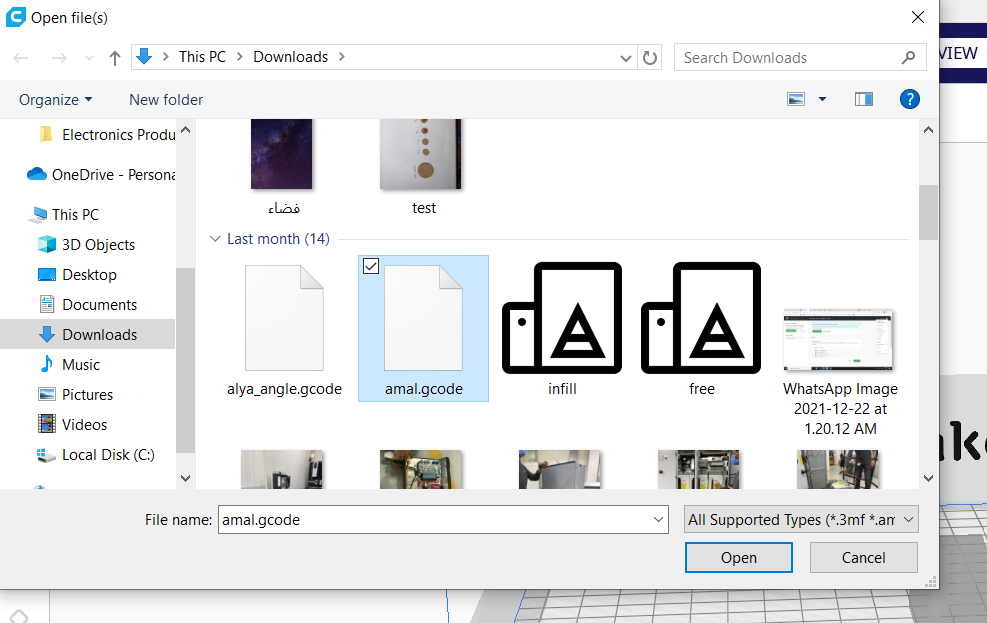 Open file(s)
This PC
Downloads
Search Downloads
VIEW
Organize
New folder
?
Electronics Produ
OneDrive - Persona
This PC
3D Objects
Desktop
Documents
Downloads
Music
Pictures
Videos
Local Disk (C:)
فضاء
test
Last month (14)
alya_angle.gcode
amal.gcode
infill
free
WhatsApp Image
2021-12-22 at
1.20.12 AM
File name:
amal.gcode
All Supported Types (*.3mf *.am
Open
Cancel